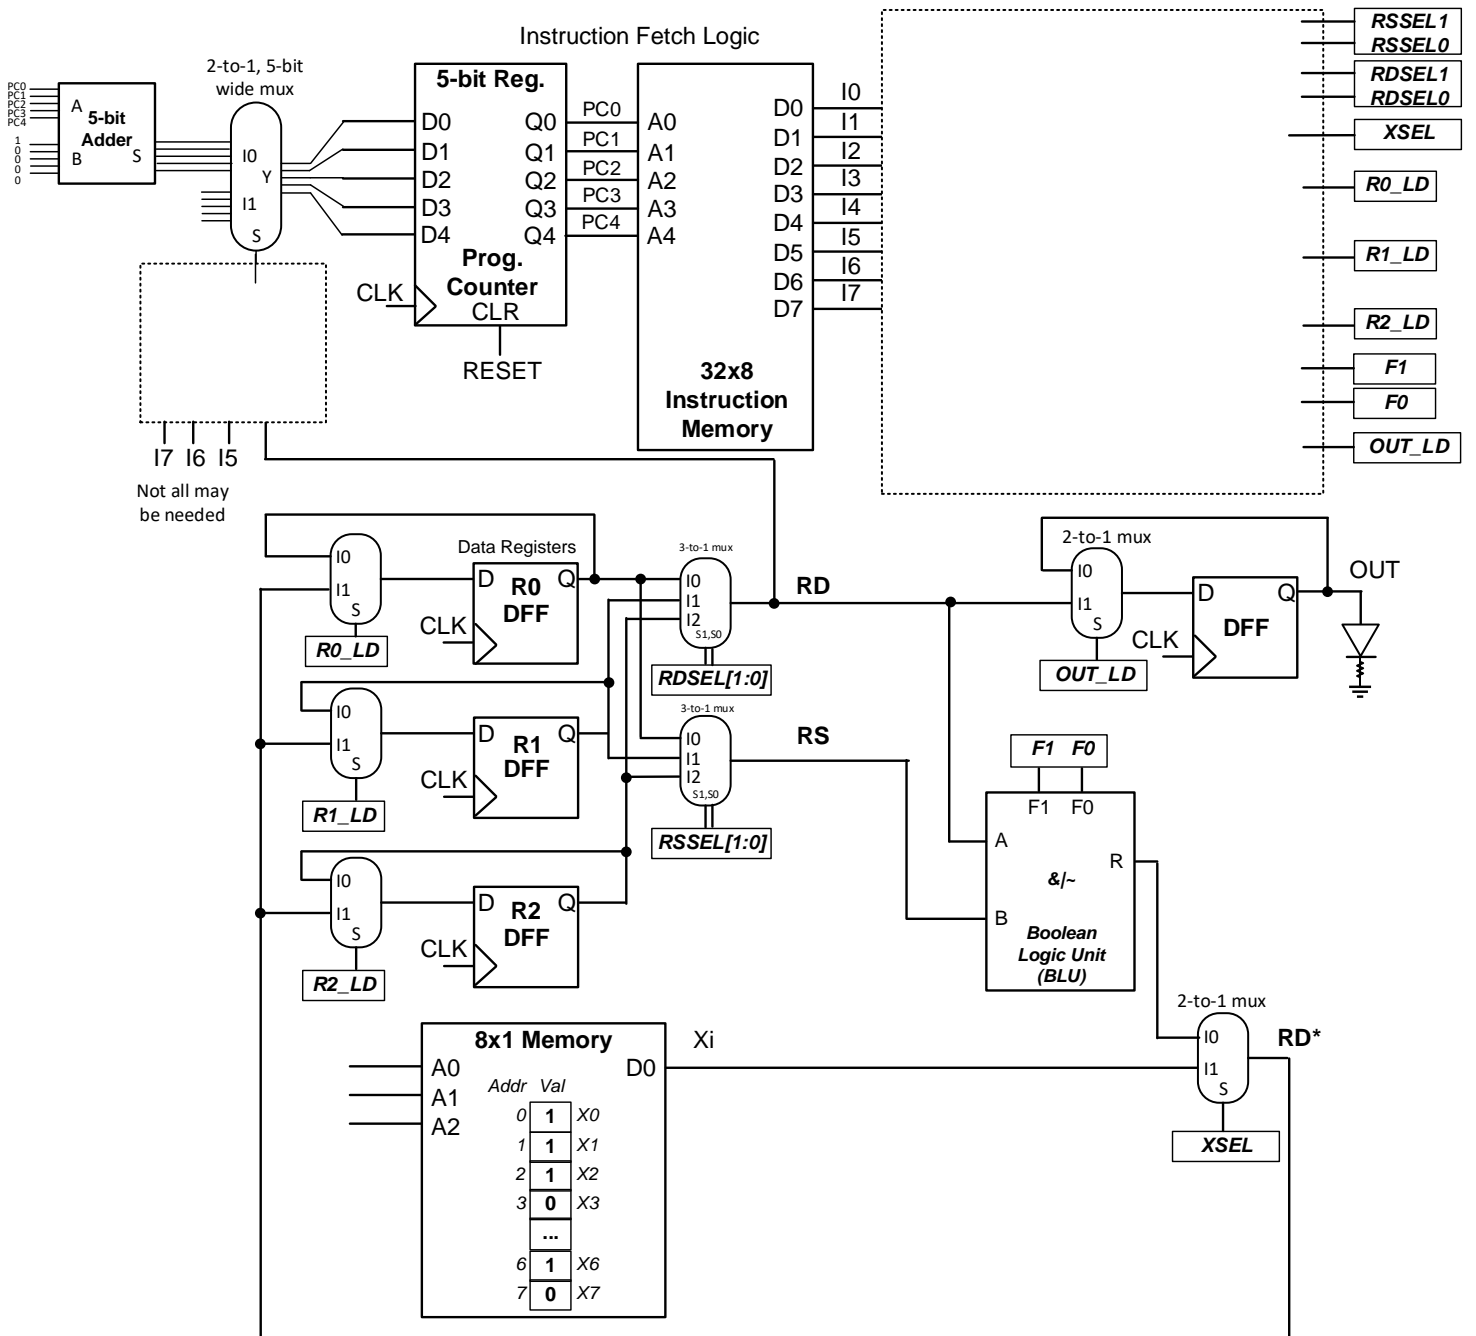 Instruction Fetch Logic
RSSEL1
RSSEL0
RDSEL1
RDSEL0
XSEL
R0_LD
R1_LD
R2_LD
F1
F0
OUT_LD
PC0
PC1
PC2
PC3
PC4
1
0
0
0
0
A
B
S
5-bit
Adder
2-to-1, 5-bit
wide mux
I0
Y
I1
S
5-bit Reg.
D0
D1
D2
D3
D4
Q0
Q1
Q2
Q3
Q4
Prog.
Counter
CLK
CLR
RESET
PC0
PC1
PC2
PC3
PC4
A0
A1
A2
A3
A4
D0
D1
D2
D3
D4
D5
D6
D7
32x8
Instruction
Memory
I0
I1
I2
I3
I4
I5
I6
I7
I7 I6 I5
Not all may
be needed
Data Registers
I0
I1
S
R0_LD
D
Q
R0
DFF
CLK
I0
I1
S
R1_LD
D
Q
R1
DFF
CLK
I0
I1
S
R2_LD
D
Q
R2
DFF
CLK
3-to-1 mux
I0
I1
I2
S1,S0
RDSEL[1:0]
RD
3-to-1 mux
I0
I1
I2
S1,S0
RSSEL[1:0]
RS
2-to-1 mux
I0
I1
S
OUT_LD
D
Q
DFF
CLK
OUT
F1 F0
F1 F0
A
B
R
&|~
Boolean
Logic Unit
(BLU)
2-to-1 mux
I0
I1
S
XSEL
RD*
8x1 Memory
A0
A1
A2
D0
Xi
Addr Val
0 1 X0
1 1 X1
2 1 X2
3 0 X3
...
6 1 X6
7 0 X7